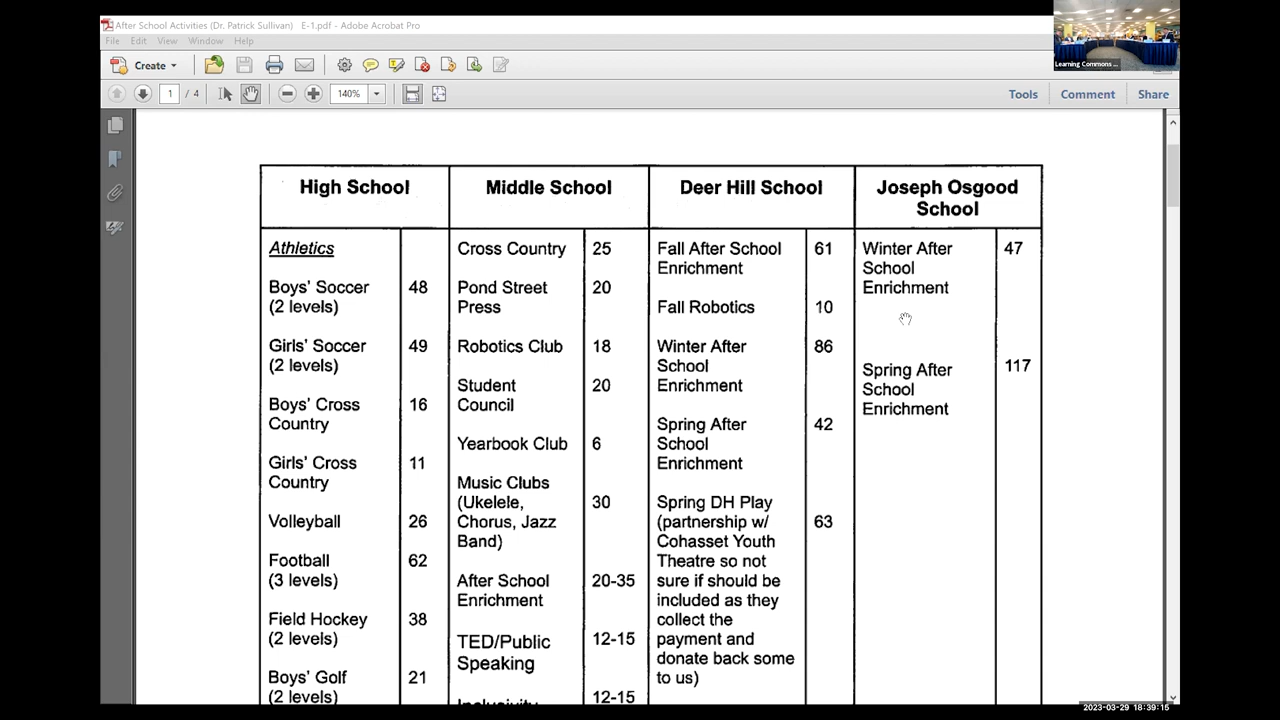 After School Activities (Dr. Patrick Sullivan) E-1.pdf - Adobe Acrobat Pro
File Edit View Window Help
Learning Commons ...
Create
1 / 4
140%
Tools Comment Share
High School
Middle School
Deer Hill School
Joseph Osgood
School
Athletics
Boys' Soccer 48
(2 levels)
Girls' Soccer 49
(2 levels)
Boys' Cross 16
Country
Girls' Cross 11
Country
Volleyball 26
Football 62
(3 levels)
Field Hockey 38
(2 levels)
Boys' Golf 21
(2 levels)
Cross Country 25
Pond Street 20
Press
Robotics Club 18
Student 20
Council
Yearbook Club 6
Music Clubs
(Ukelele, 30
Chorus, Jazz
Band)
After School 20-35
Enrichment
TED/Public 12-15
Speaking
Inclusivity 12-15
Fall After School 61
Enrichment
Fall Robotics 10
Winter After 86
School
Enrichment
Spring After 42
School
Enrichment
Spring DH Play
(partnership w/ 63
Cohasset Youth
Theatre so not
sure if should be
included as they
collect the
payment and
donate back some
to us)
Winter After 47
School
Enrichment
Spring After 117
School
Enrichment
2023-03-29 18:39:15